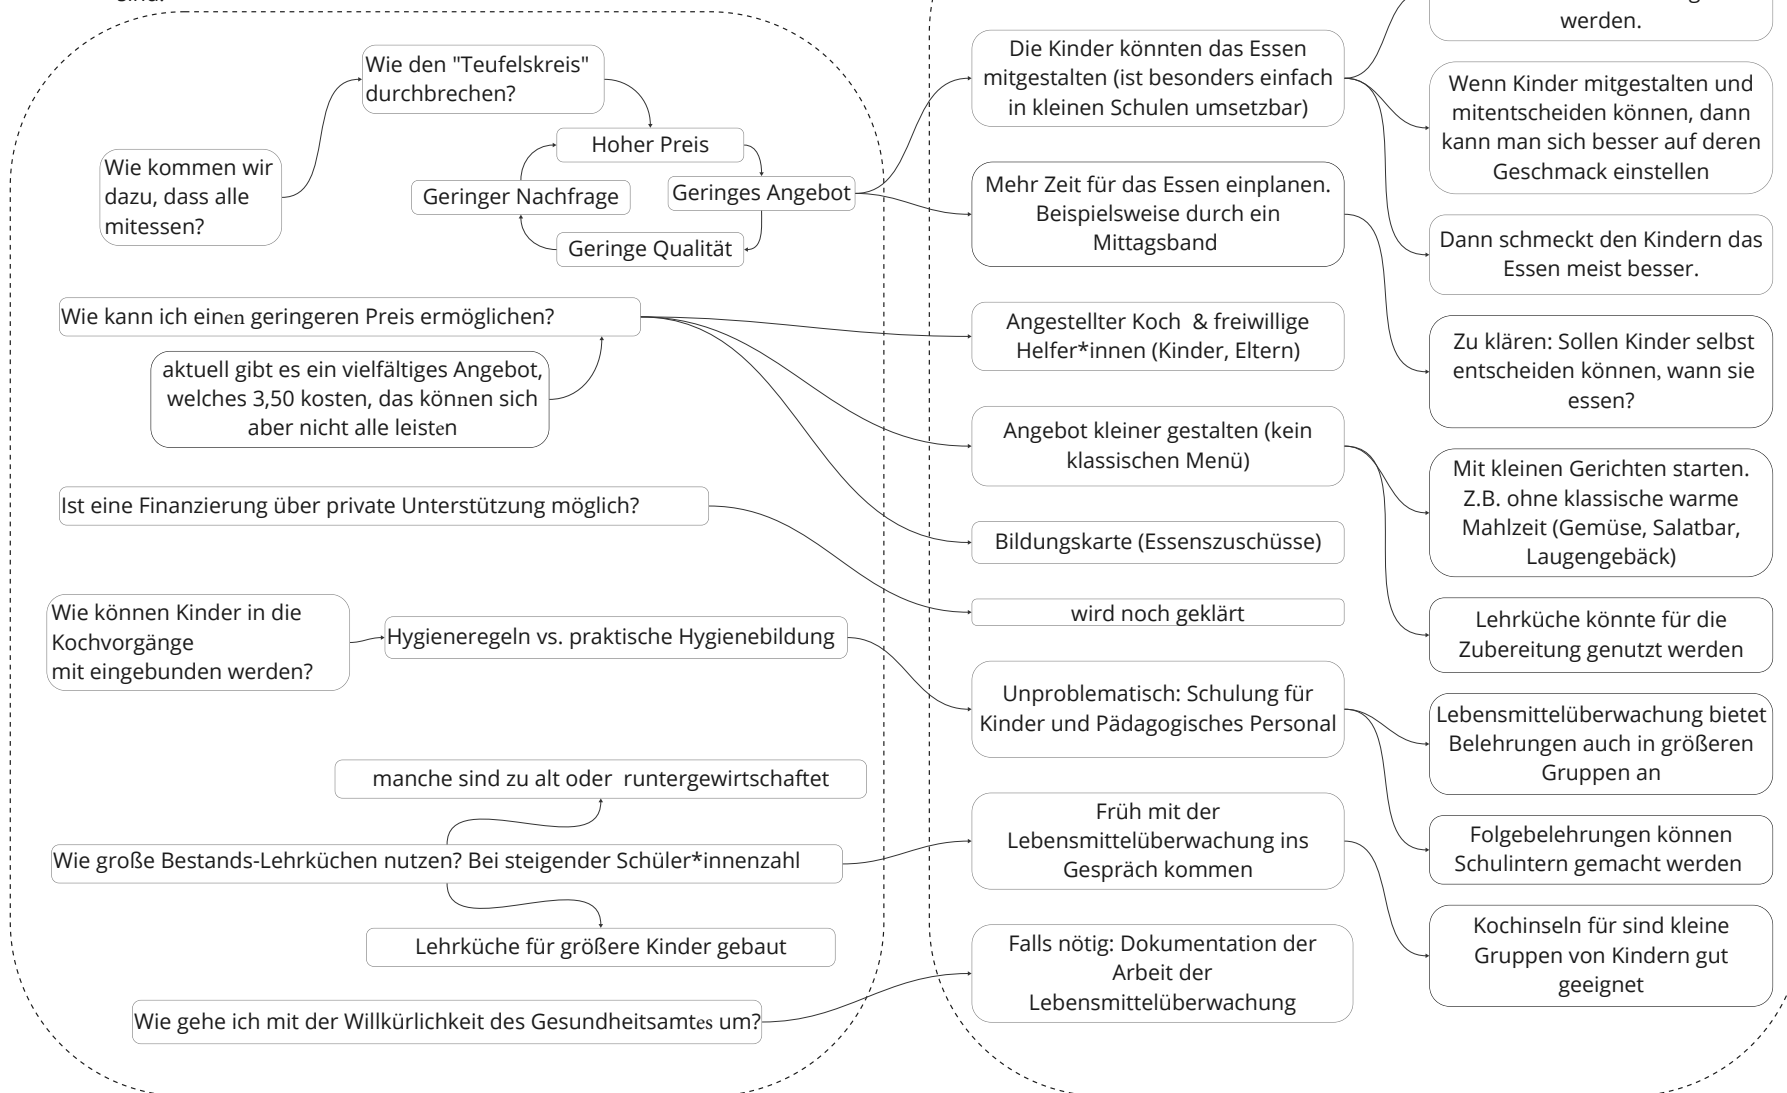 Wie den "Teufelskreis"
durchbrechen?
Hoher Preis
Wie kommen wir
dazu, dass alle
mitessen?
Geringer Nachfrage
Geringes Angebot
Geringe Qualität
Wie kann ich einen geringeren Preis ermöglichen?
aktuell gibt es ein vielfältiges Angebot,
welches 3,50 kosten, das können sich
aber nicht alle leisten
Ist eine Finanzierung über private Unterstützung möglich?
Wie können Kinder in die
Kochvorgänge
mit eingebunden werden?
Hygieneregeln vs. praktische Hygienebildung
manche sind zu alt oder runtergewirtschaftet
Wie große Bestands-Lehrküchen nutzen? Bei steigender Schüler*innenzahl
Lehrküche für größere Kinder gebaut
Wie gehe ich mit der Willkürlichkeit des Gesundheitsamtes um?
Die Kinder könnten das Essen
mitgestalten (ist besonders einfach
in kleinen Schulen umsetzbar)
Mehr Zeit für das Essen einplanen.
Beispielsweise durch ein
Mittagsband
Angestellter Koch & freiwillige
Helfer*innen (Kinder, Eltern)
Angebot kleiner gestalten (kein
klassischen Menü)
Bildungskarte (Essenszuschüsse)
wird noch geklärt
Unproblematisch: Schulung für
Kinder und Pädagogisches Personal
Früh mit der
Lebensmittelüberwachung ins
Gespräch kommen
Falls nötig: Dokumentation der
Arbeit der
Lebensmittelüberwachung
werden.
Wenn Kinder mitgestalten und
mitentscheiden können, dann
kann man sich besser auf deren
Geschmack einstellen
Dann schmeckt den Kindern das
Essen meist besser.
Zu klären: Sollen Kinder selbst
entscheiden können, wann sie
essen?
Mit kleinen Gerichten starten.
Z.B. ohne klassische warme
Mahlzeit (Gemüse, Salatbar,
Laugengebäck)
Lehrküche könnte für die
Zubereitung genutzt werden
Lebensmittelüberwachung bietet
Belehrungen auch in größeren
Gruppen an
Folgebelehrungen können
Schulintern gemacht werden
Kochinseln für sind kleine
Gruppen von Kindern gut
geeignet